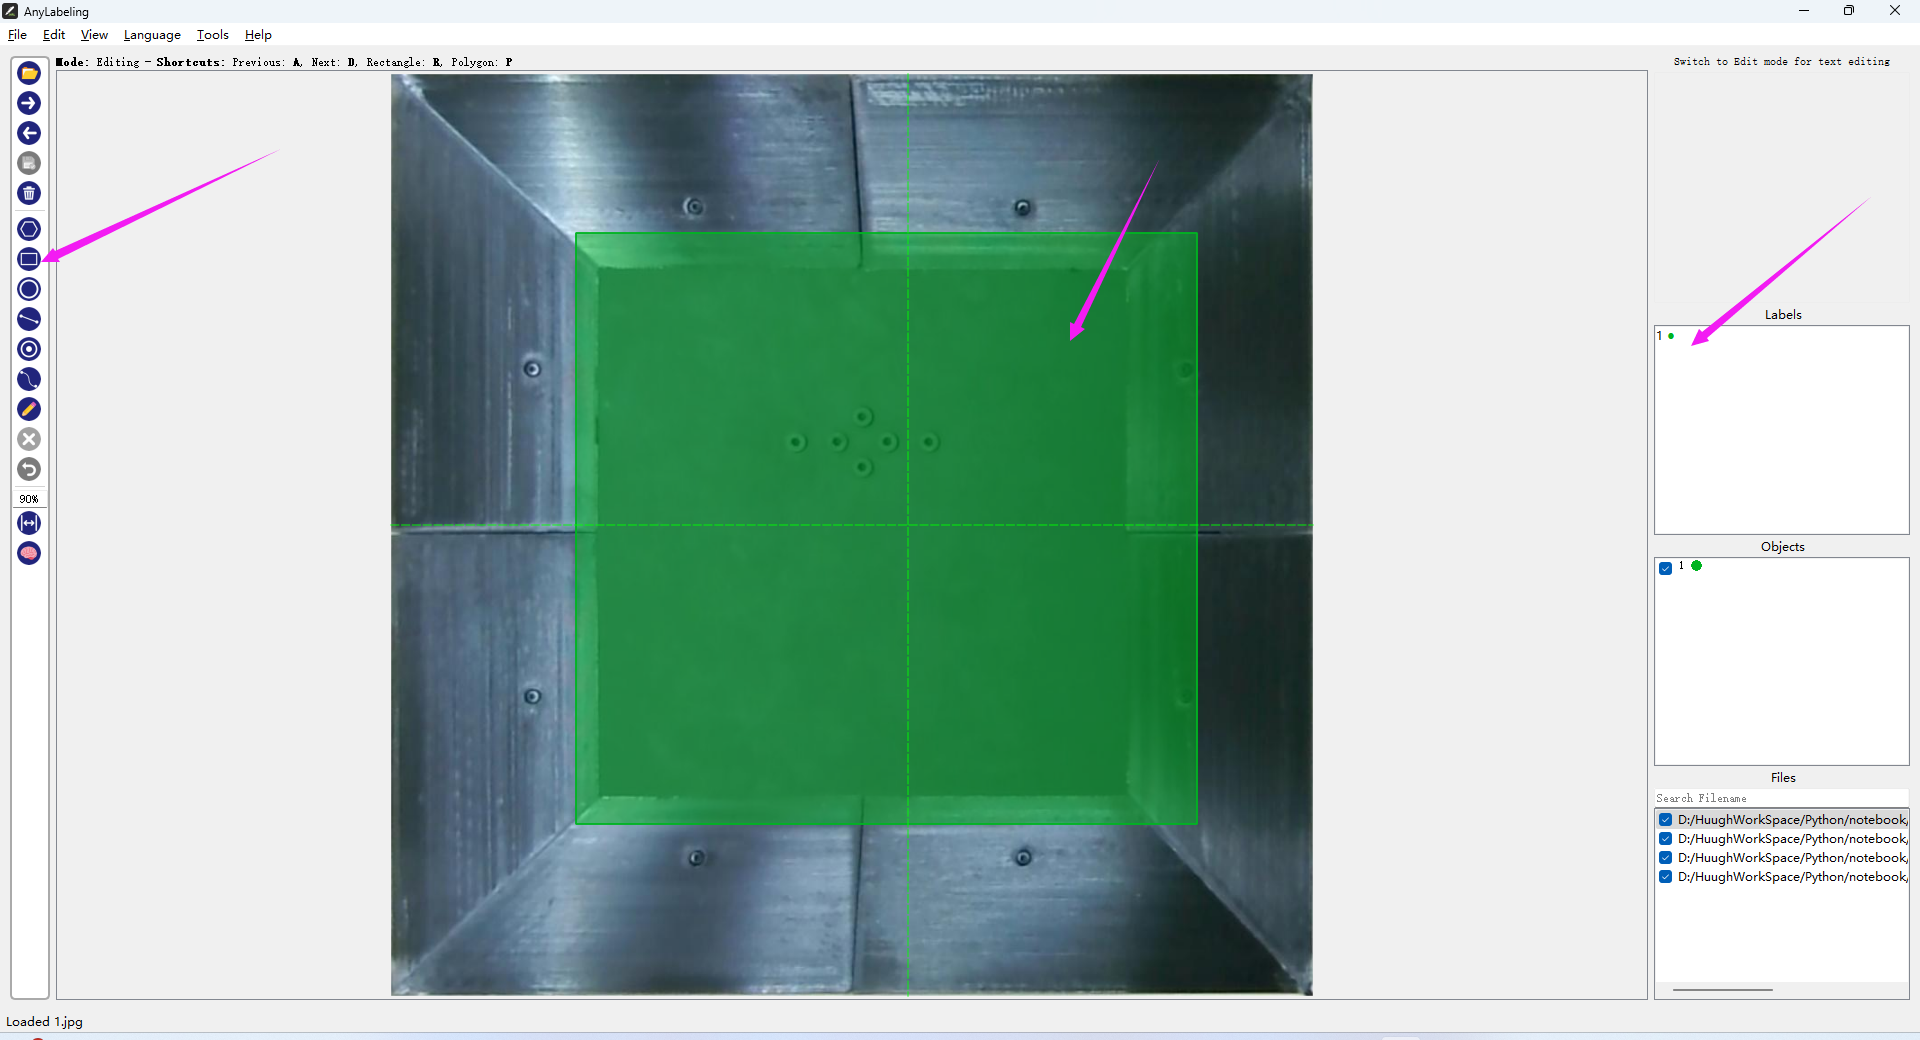 AnyLabeling
File Edit View Language Tools Help
Mode: Editing - Shortcuts: Previous: A, Next: D, Rectangle: R, Polygon: P
Switch to Edit mode for text editing
90%
Labels
1
Objects
1
Files
Search Filename
D:/HuughWorkSpace/Python/notebook/
D:/HuughWorkSpace/Python/notebook/
D:/HuughWorkSpace/Python/notebook/
D:/HuughWorkSpace/Python/notebook/
Loaded 1.jpg